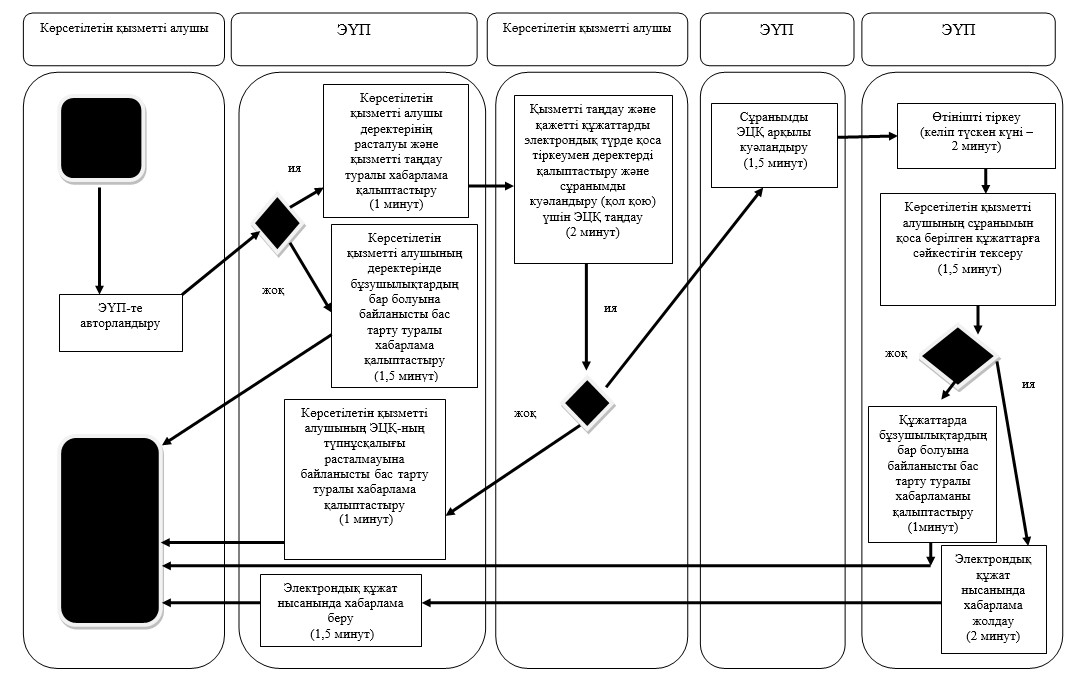 Көрсетілетін қызметті алушы
ЭҮП
Көрсетілетін қызметті алушы
ЭҮП
ЭҮП
ЭҮП-те
авторландыру
ия
жоқ
Көрсетілетін
қызметті алушы
деректерінің
расталуы және
қызметті таңдау
туралы хабарлама
қалыптастыру
(1 минут)
Көрсетілетін
қызметті алушының
деректерінде
бұзушылықтардың
бар болуына
байланысты бас
тарту туралы
хабарлама
қалыптастыру
(1,5 минут)
Көрсетілетін қызметті
алушының ЭЦҚ-ның
түпнұсқалығы
расталмауына
байланысты бас тарту
туралы хабарлама
қалыптастыру
(1 минут)
Электрондық құжат
нысанында хабарлама
беру
(1,5 минут)
Қызметті таңдау және
қажетті құжаттарды
электрондық түрде қоса
тіркеумен деректерді
қалыптастыру және
сұранымды
куәландыру (қол қою)
үшін ЭЦҚ таңдау
(2 минут)
ия
жоқ
Сұранымды
ЭЦҚ арқылы
куәландыру
(1,5 минут)
Өтінішті тіркеу
(келіп түскен күні –
2 минут)
Көрсетілетін қызметті
алушының сұранымын
қоса берілген құжаттарға
сәйкестігін тексеру
(1,5 минут)
жоқ
ия
Құжаттарда
бұзушылықтардың
бар болуына
байланысты бас
тарту туралы
хабарламаны
қалыптастыру
(1минут)
Электрондық
құжат
нысанында
хабарлама
жолдау
(2 минут)